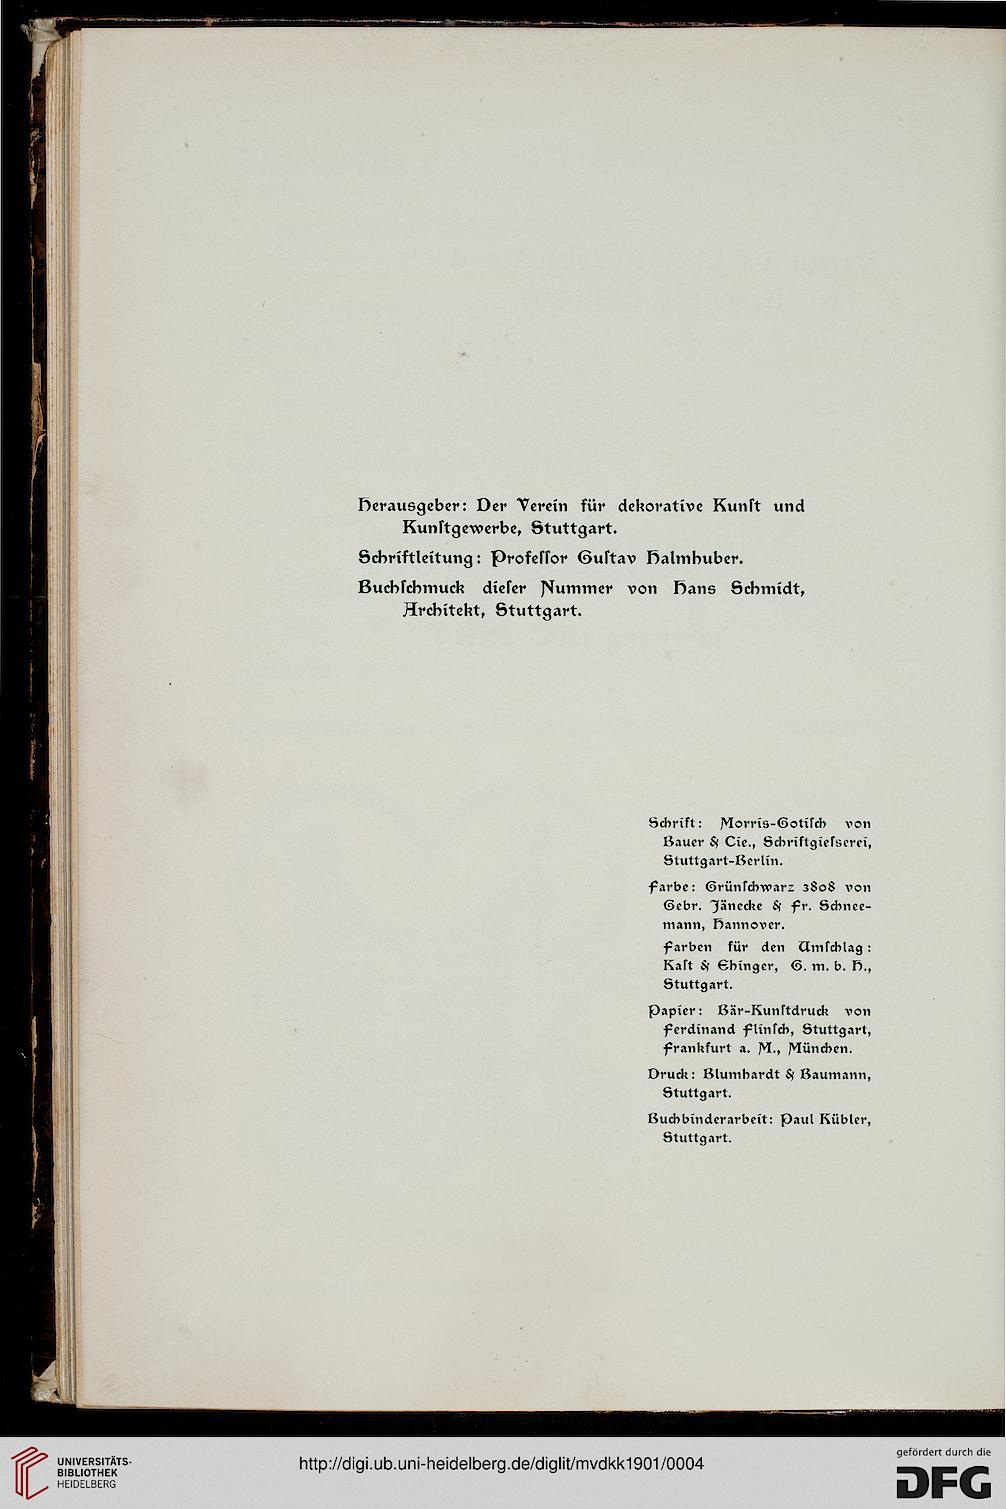 Herausgeber: Der Verein für dekorative Kunſt und
Kunſtgewerbe, Stuttgart.
Schriftleitung: Profeſſor Guſtav Halmhuber.
Buchſchmuck dieſer Nummer von Hans Schmidt,
Architekt, Stuttgart.
Schrift: Morris-Gotiſch von
Bauer & Cie., Schriftgieſserei,
Stuttgart-Berlin.
Farbe: Grünſchwarz 3808 von
Gebr. Jänecke & Fr. Schnee-
mann, Hannover.
Farben für den Umſchlag:
Kaſt & Ehinger, G. m. b. H.,
Stuttgart.
Papier: Bär-Kunſtdruck von
Ferdinand Flinſch, Stuttgart,
Frankfurt a. M., München.
Druck: Blumhardt & Baumann,
Stuttgart.
Buchbinderarbeit: Paul Kübler,
Stuttgart.
UNIVERSITÄTS-
BIBLIOTHEK
HEIDELBERG
http://digi.ub.uni-heidelberg.de/diglit/mvdkk1901/0004
gefördert durch die
DFG